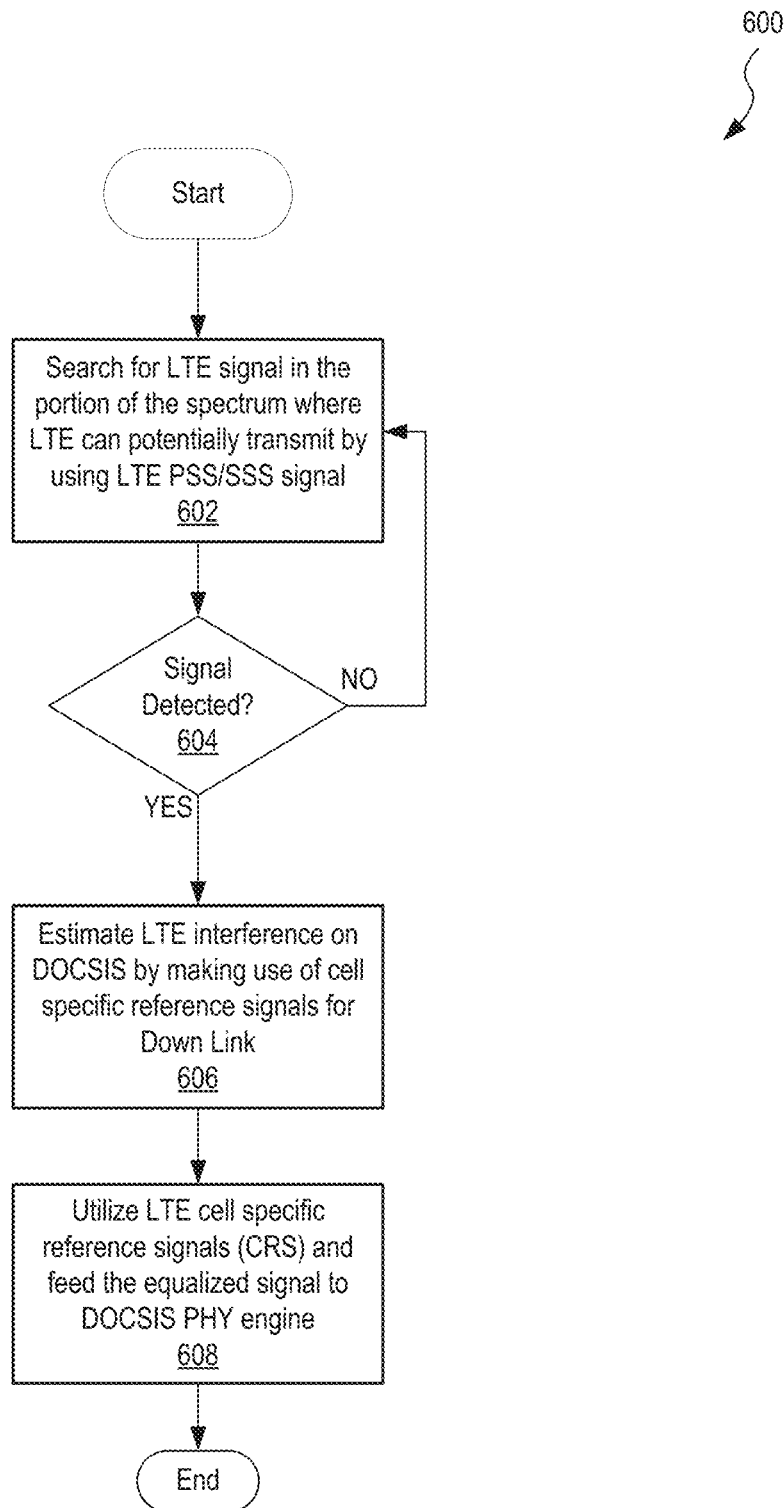 600
Start
Search for LTE signal in the
portion of the spectrum where
LTE can potentially transmit by
using LTE PSS/SSS signal
602
Signal
Detected?
604
NO
YES
Estimate LTE interference on
DOCSIS by making use of cell
specific reference signals for
Down Link
606
Utilize LTE cell specific
reference signals (CRS) and
feed the equalized signal to
DOCSIS PHY engine
608
End